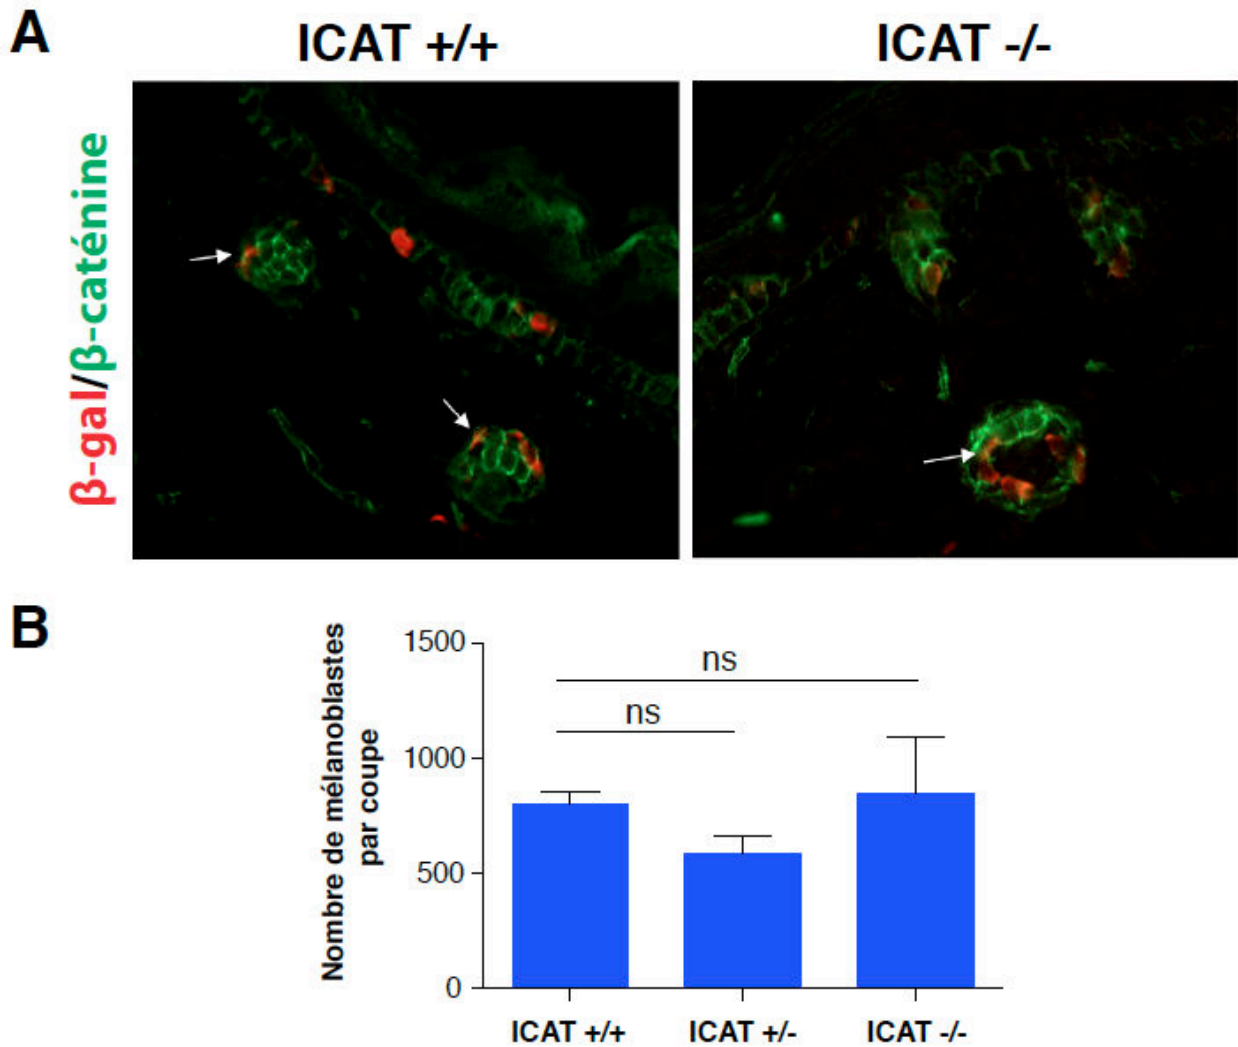 A
ICAT +/+
ICAT -/-
β-gal/β-caténine
B
Nombre de mélanoblastes
par coupe
1500
1000
500
0
ns
ns
ICAT +/+
ICAT +/-
ICAT -/-